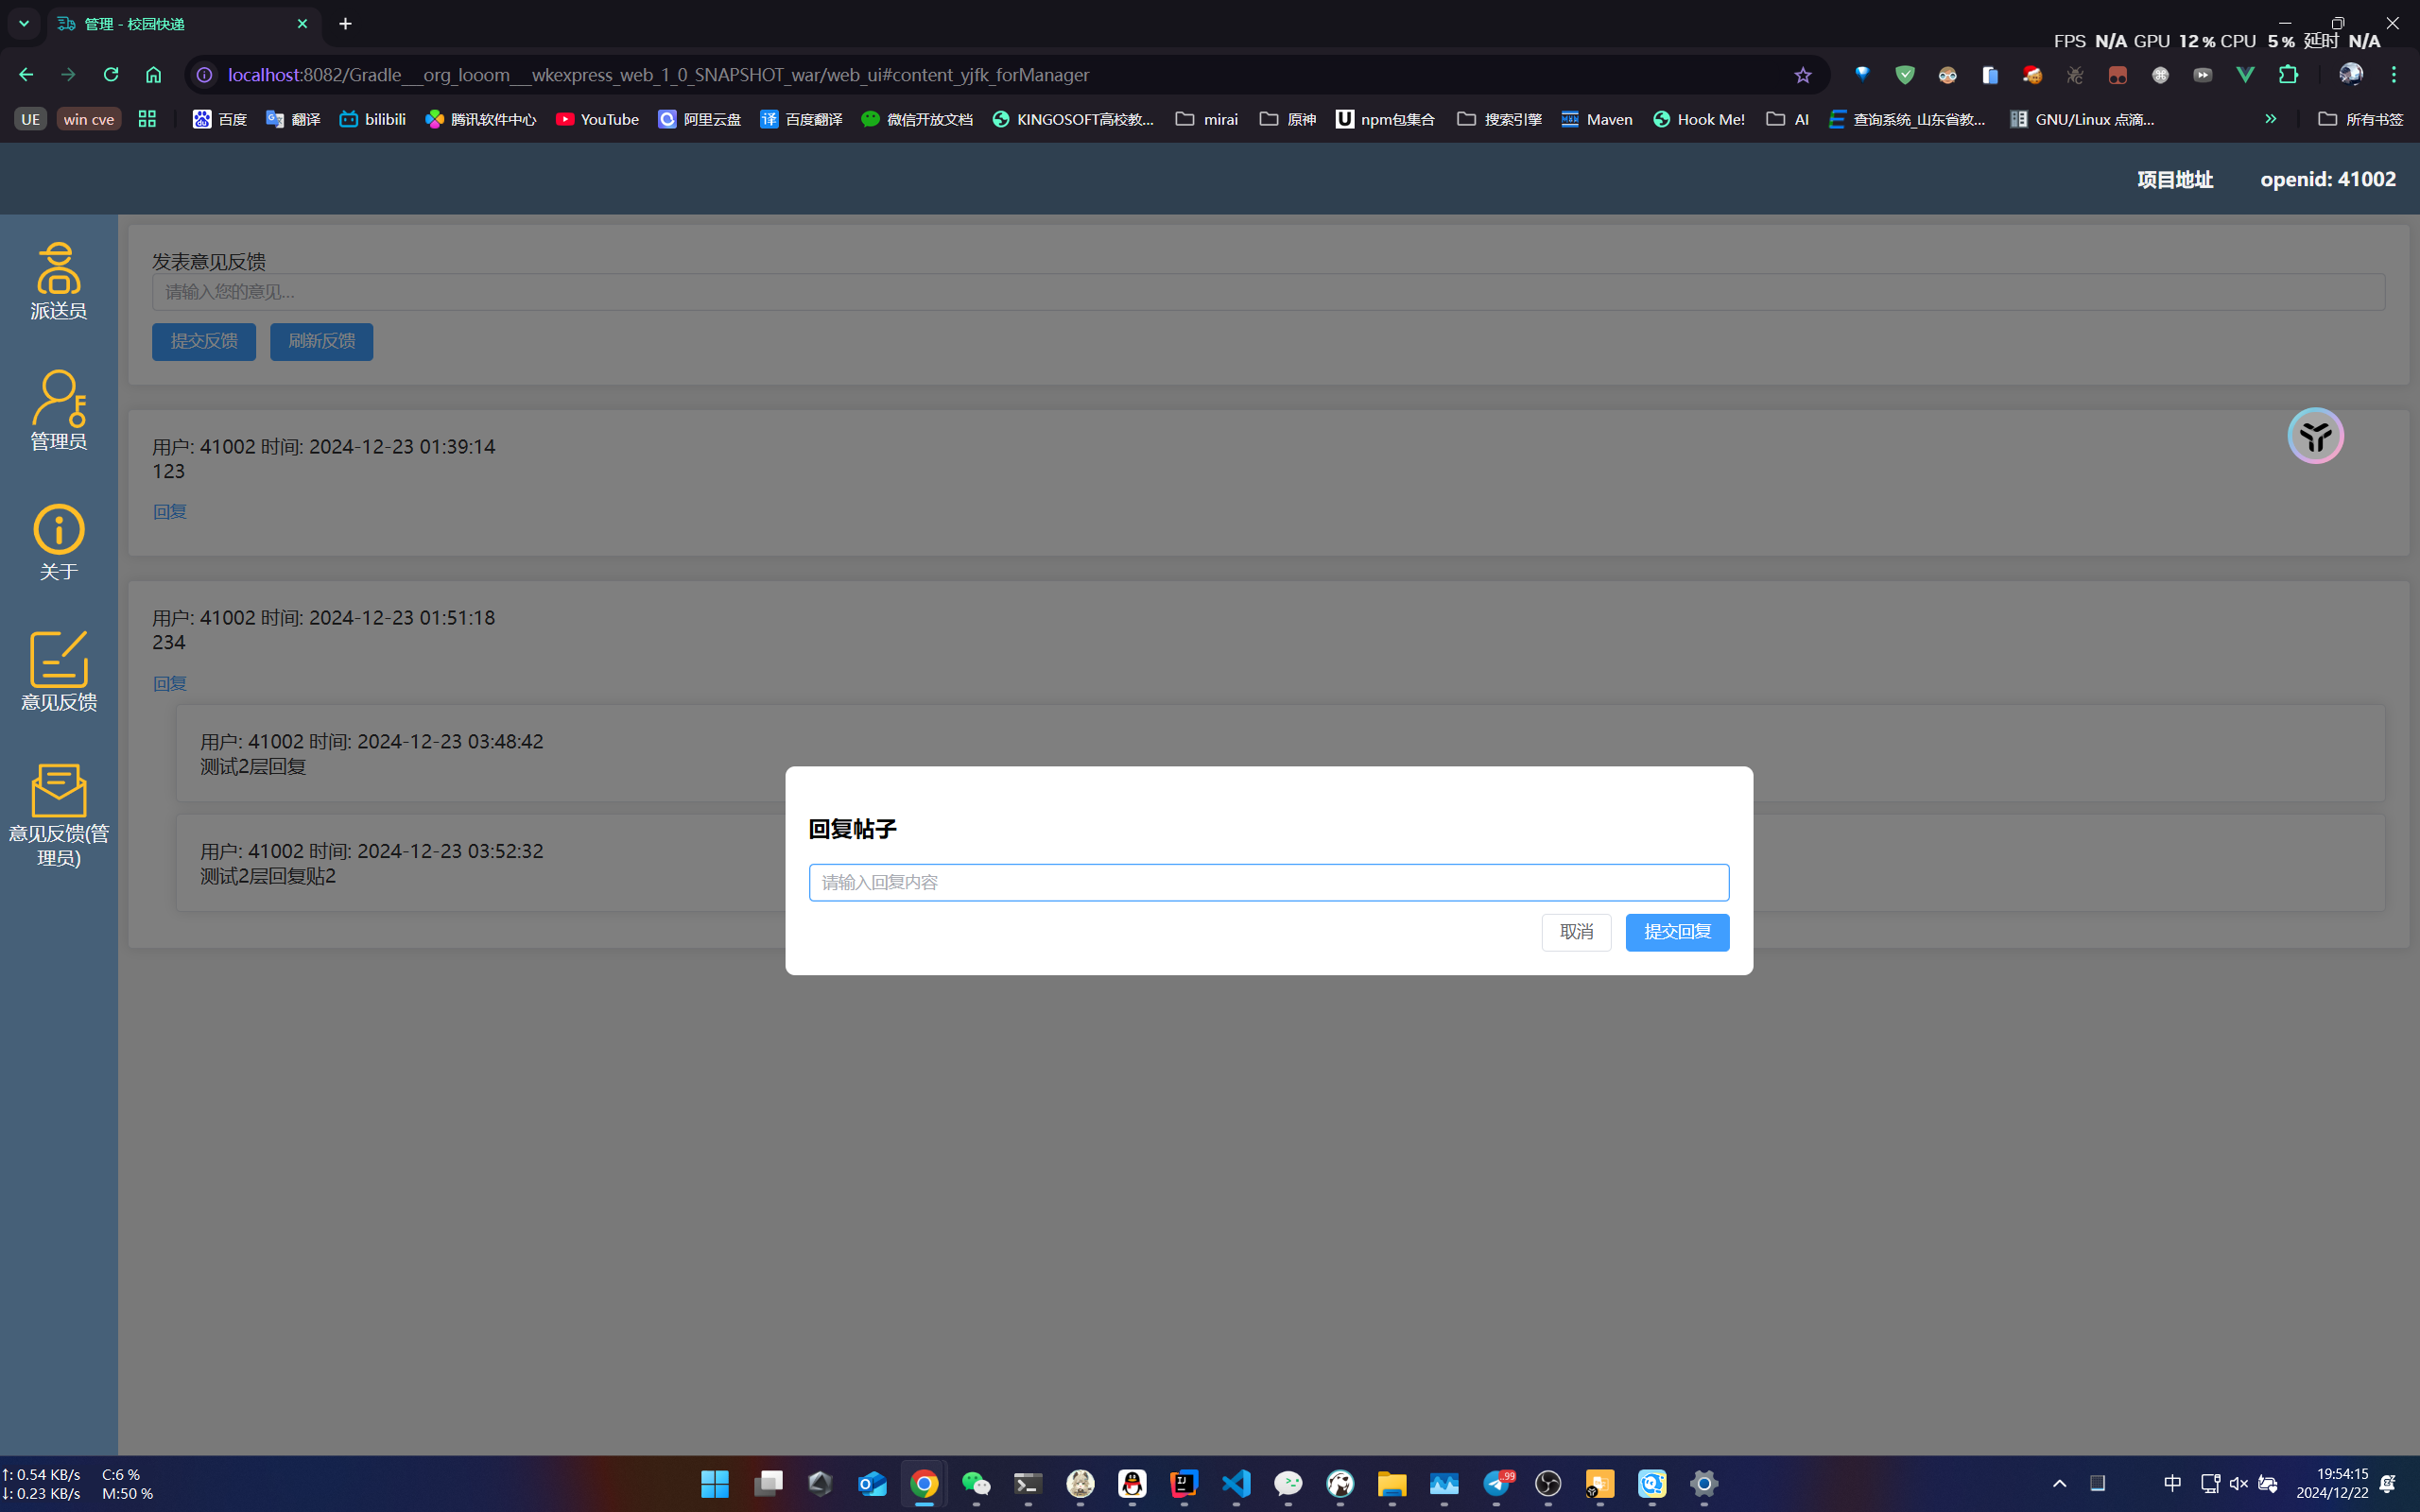 管理 - 校园快递
FPS N/A GPU 12 % CPU 5 % 延时 N/A
localhost:8082/Gradle___org_looom___wkexpress_web_1_0_SNAPSHOT_war/web_ui#content_yjfk_forManager
UE win cve 百度 翻译 bilibili 腾讯软件中心 YouTube 阿里云盘 百度翻译 微信开放文档 KINGOSOFT高校教... mirai 原神 npm包集合 搜索引擎 Maven Hook Me! AI 查询系统_山东省教... GNU/Linux 点滴... 所有书签
项目地址 openid: 41002
派送员
管理员
关于
意见反馈
意见反馈(管
理员)
发表意见反馈
请输入您的意见...
提交反馈 刷新反馈
用户: 41002 时间: 2024-12-23 01:39:14
123
回复
用户: 41002 时间: 2024-12-23 01:51:18
234
回复
用户: 41002 时间: 2024-12-23 03:48:42
测试2层回复
用户: 41002 时间: 2024-12-23 03:52:32
测试2层回复贴2
回复帖子
请输入回复内容
取消 提交回复
↑: 0.54 KB/s C:6 %
↓: 0.23 KB/s M:50 %
中
19:54:15
2024/12/22